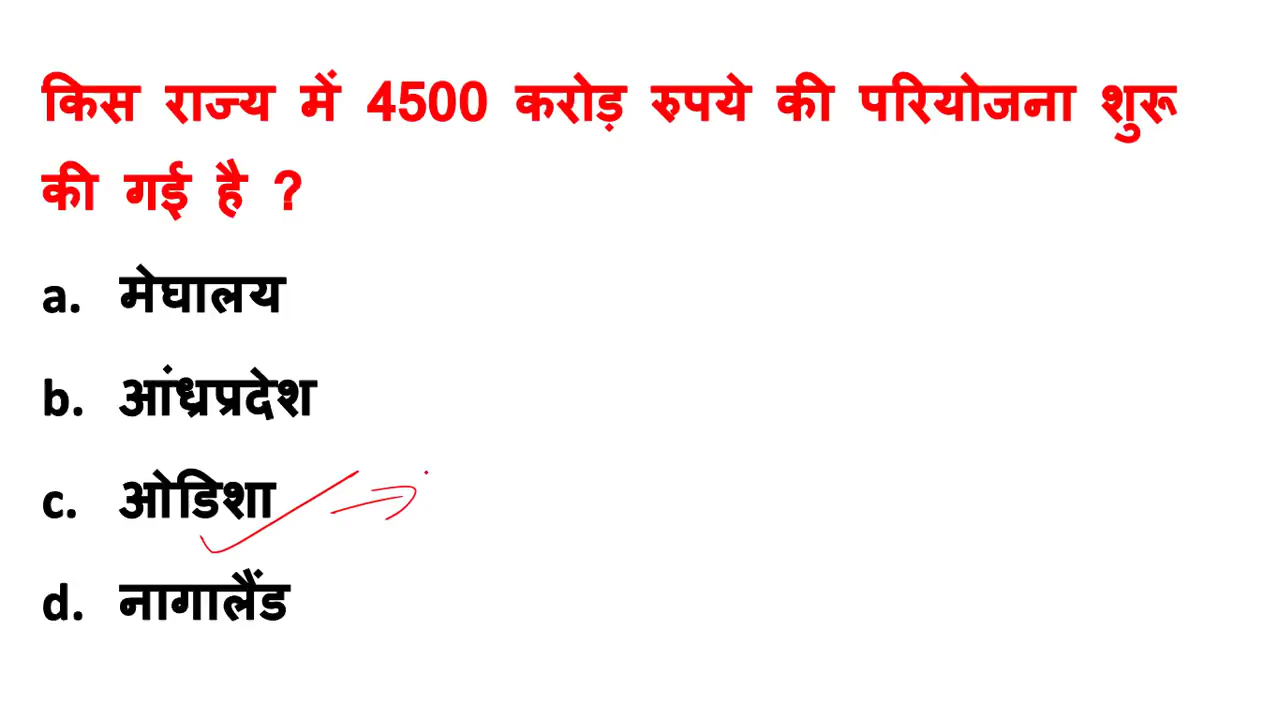 किस राज्य में 4500 करोड़ रुपये की परियोजना शुरू
की गई है ?
a. मेघालय
b. आंध्रप्रदेश
c. ओडिशा
d. नागालैंड